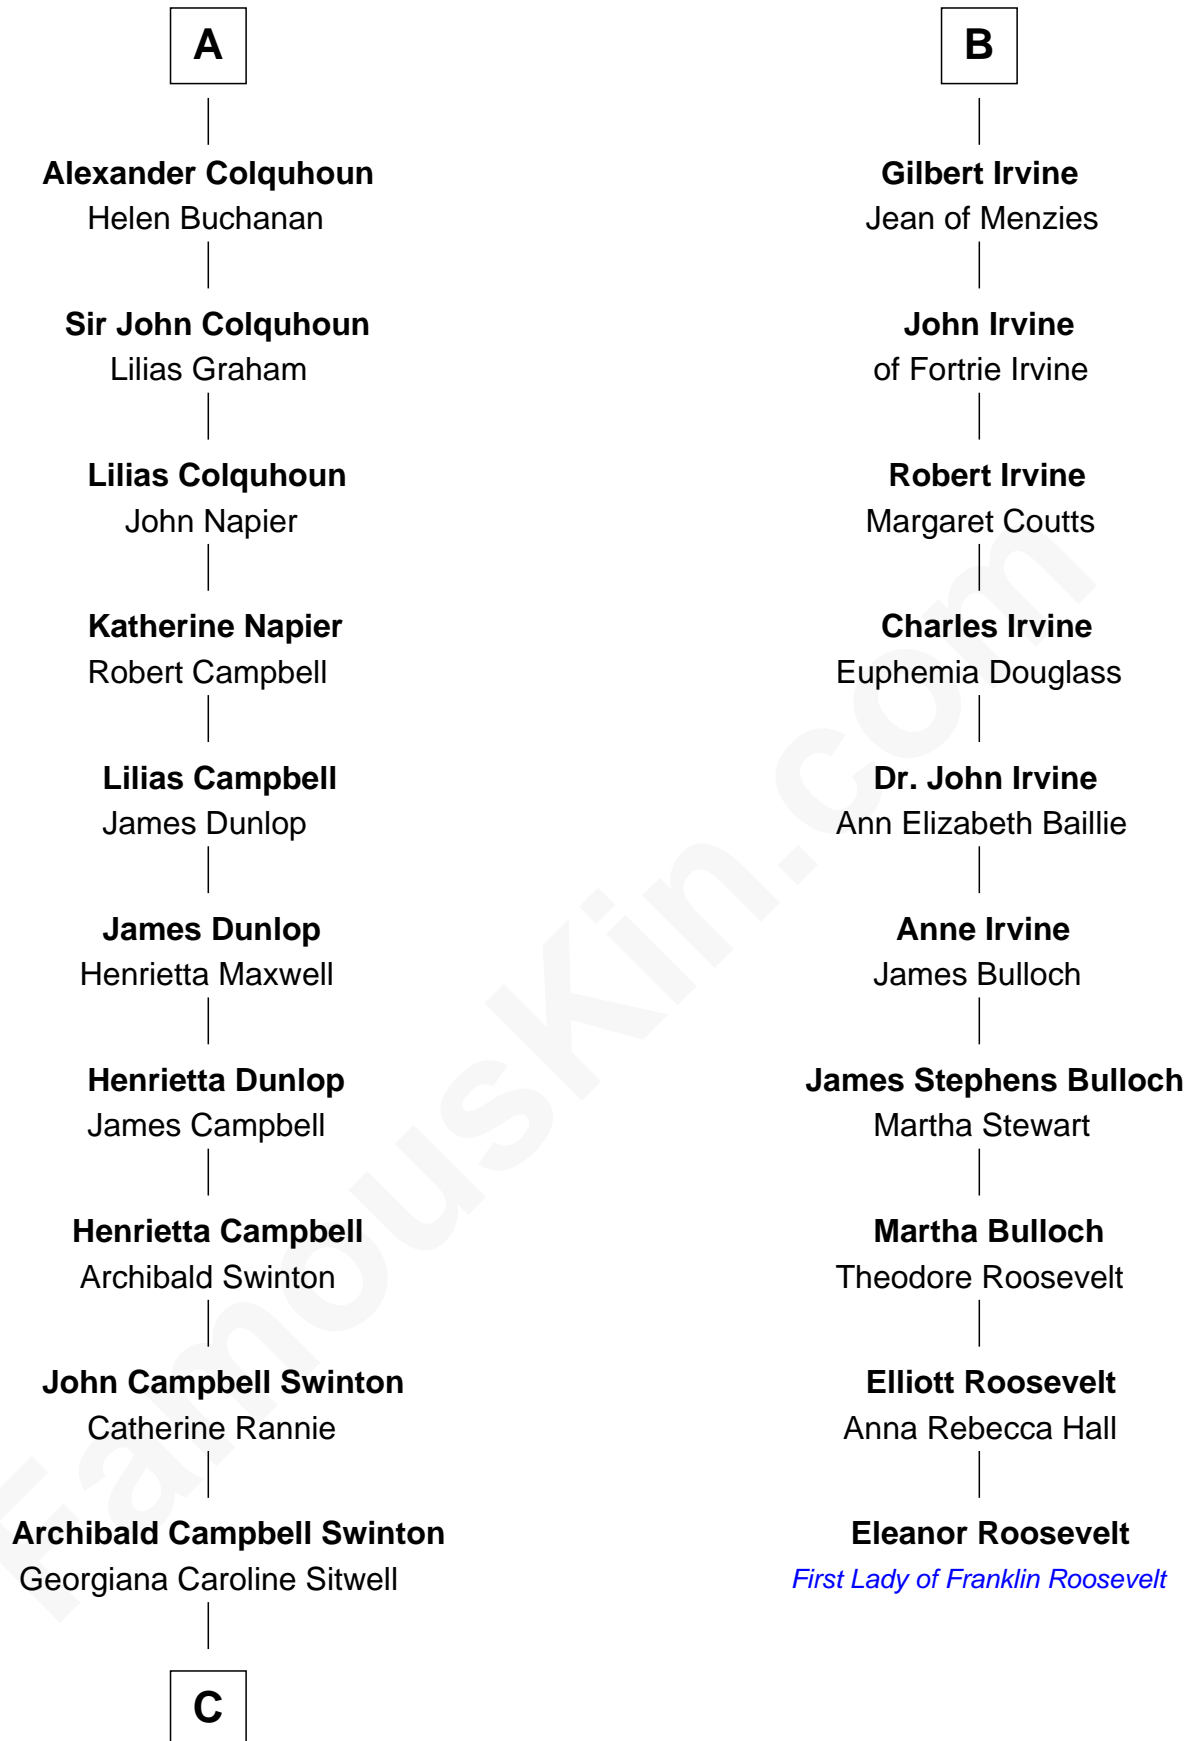 A
Alexander Colquhoun
Helen Buchanan
Sir John Colquhoun
Lilias Graham
Lilias Colquhoun
John Napier
Katherine Napier
Robert Campbell
Lilias Campbell
James Dunlop
James Dunlop
Henrietta Maxwell
Henrietta Dunlop
James Campbell
Henrietta Campbell
Archibald Swinton
John Campbell Swinton
Catherine Rannie
Archibald Campbell Swinton
Georgiana Caroline Sitwell
C
B
Gilbert Irvine
Jean of Menzies
John Irvine
of Fortrie Irvine
Robert Irvine
Margaret Coutts
Charles Irvine
Euphemia Douglass
Dr. John Irvine
Ann Elizabeth Baillie
Anne Irvine
James Bulloch
James Stephens Bulloch
Martha Stewart
Martha Bulloch
Theodore Roosevelt
Elliott Roosevelt
Anna Rebecca Hall
Eleanor Roosevelt
First Lady of Franklin Roosevelt
FamousKin.com